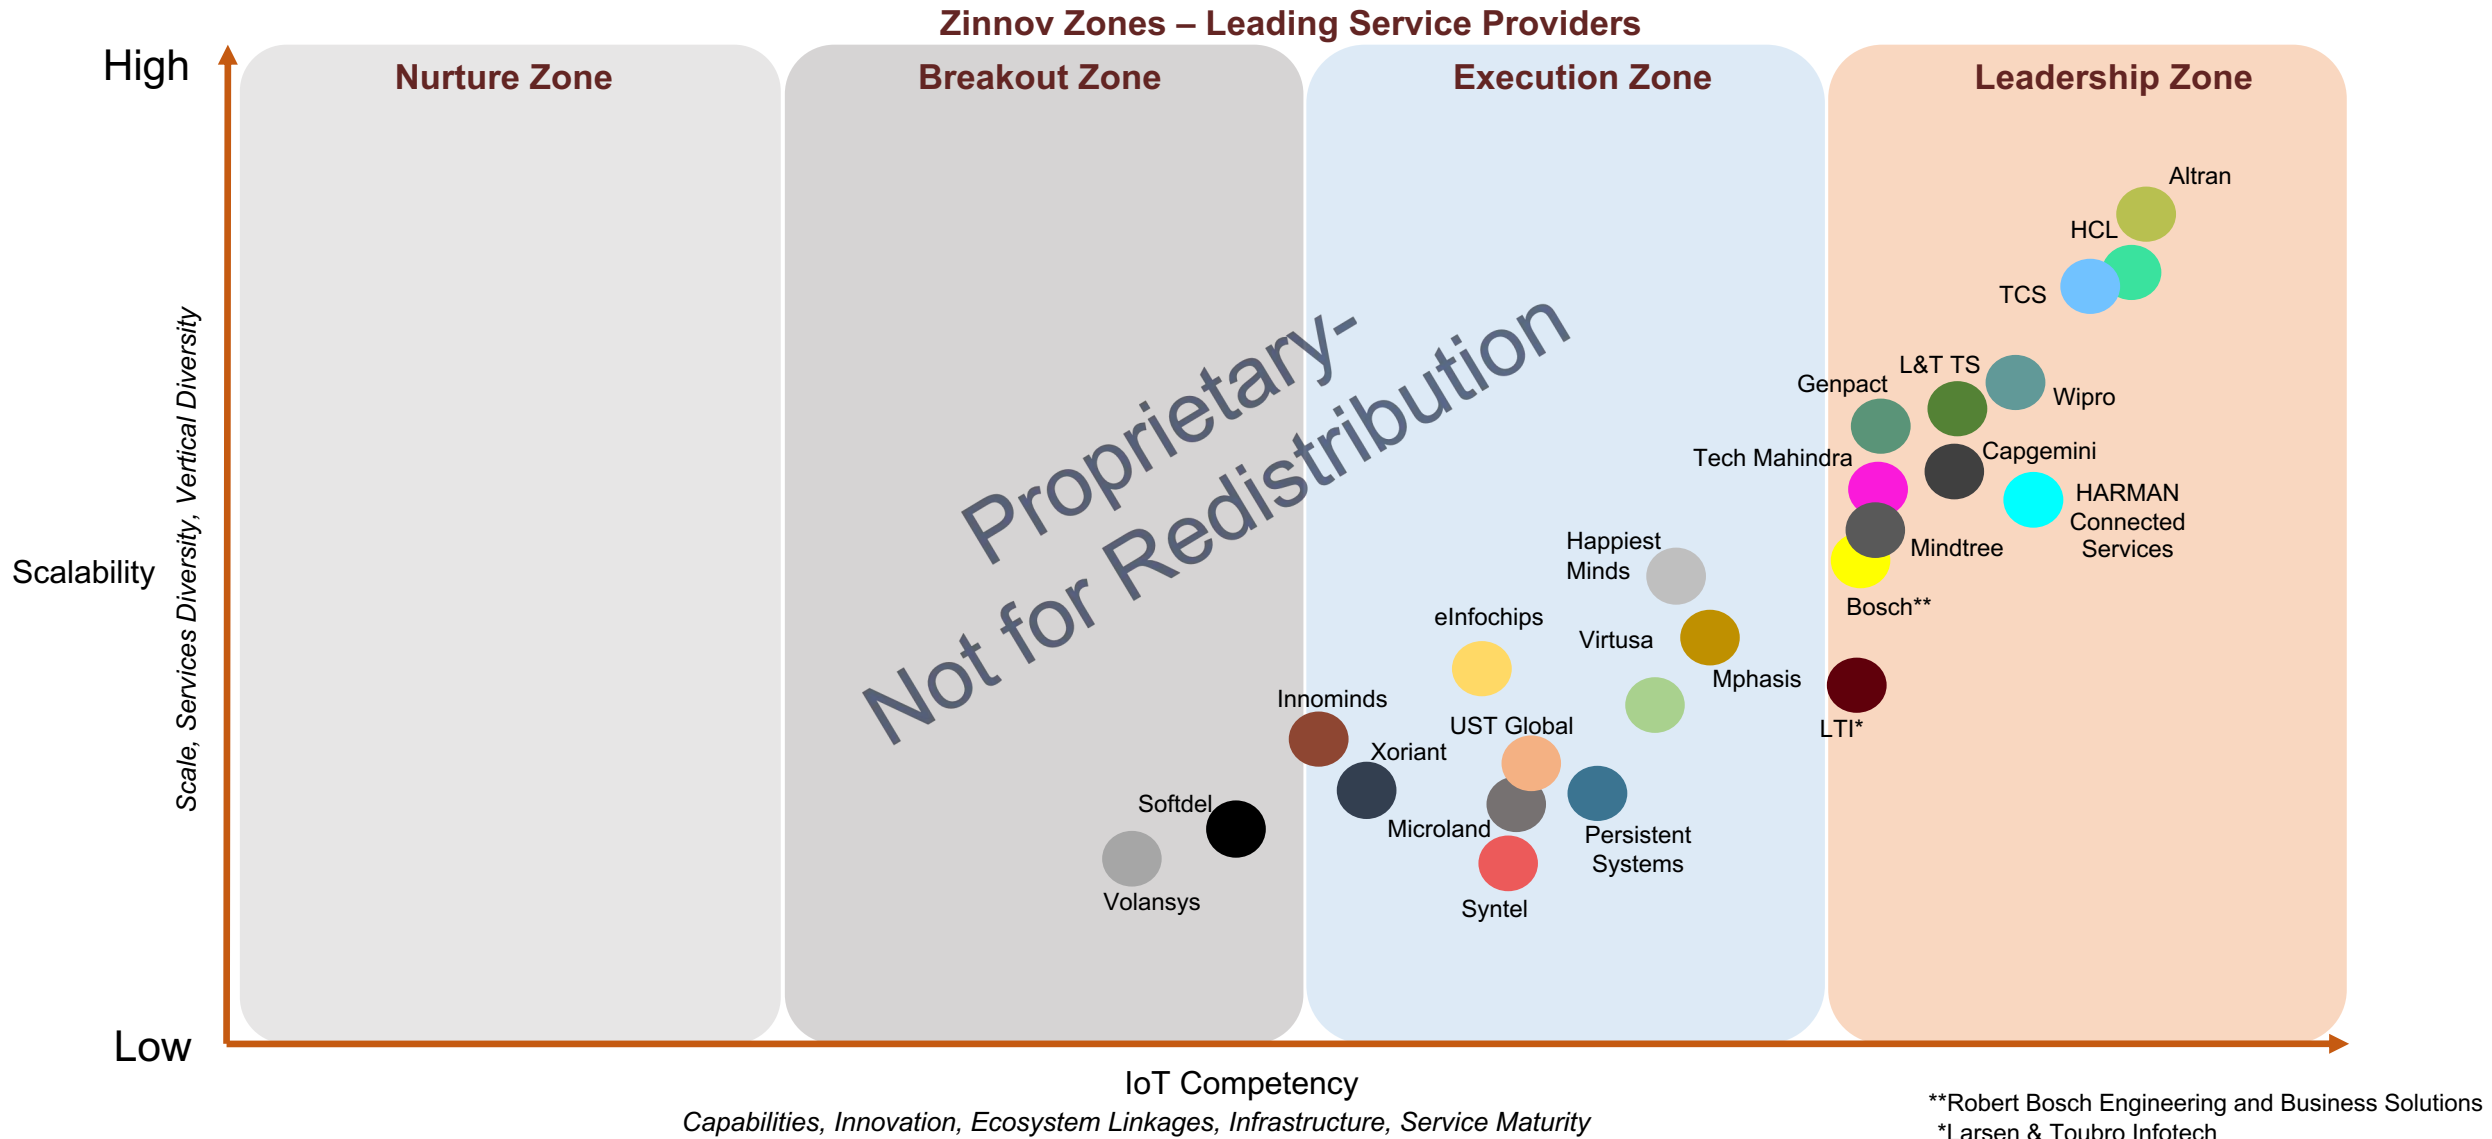 Zinnov Zones – Leading Service Providers
High
Nurture Zone
Breakout Zone
Execution Zone
Leadership Zone
Altran
HCL
TCS
L&T TS
Genpact
Wipro
Capgemini
Tech Mahindra
HARMAN
Connected
Services
Mindtree
Happiest
Minds
Bosch**
eInfochips
Virtusa
Mphasis
Innominds
UST Global
LTI*
Xoriant
Softdel
Microland
Persistent
Systems
Volansys
Syntel
Proprietary-
Not for Redistribution
Scalability
Scale, Services Diversity, Vertical Diversity
Low
IoT Competency
Capabilities, Innovation, Ecosystem Linkages, Infrastructure, Service Maturity
**Robert Bosch Engineering and Business Solutions
*Larsen & Toubro Infotech